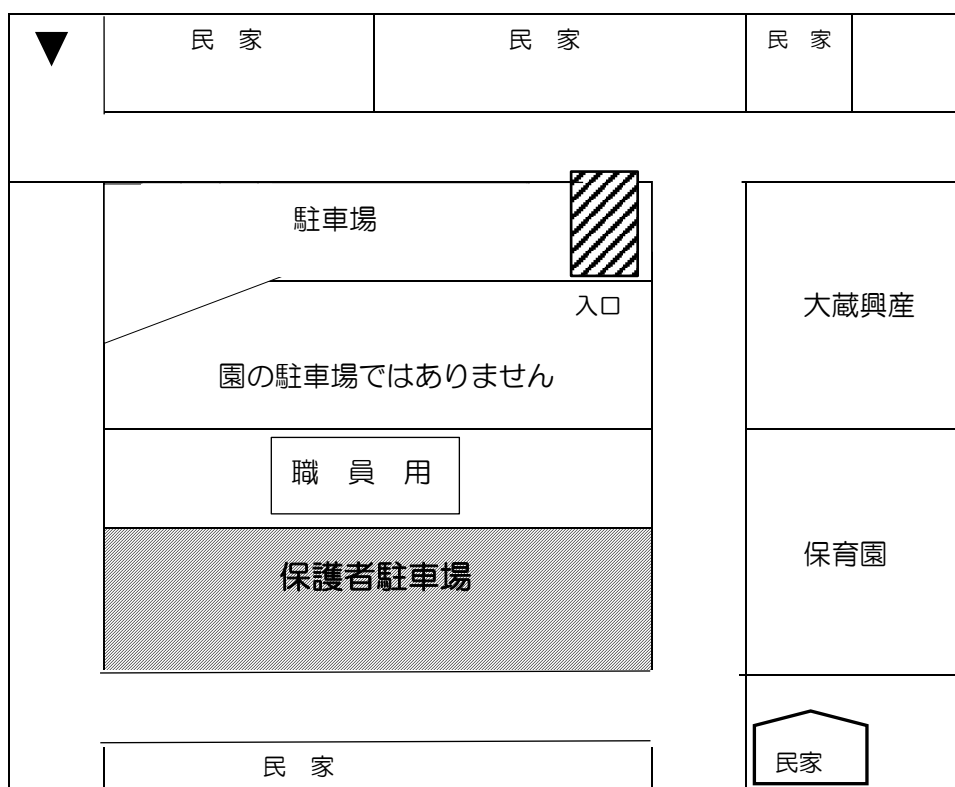 民 家
民 家
民 家
駐車場
入口
大蔵興産
園の駐車場ではありません
職 員 用
保育園
保護者駐車場
民家
民 家